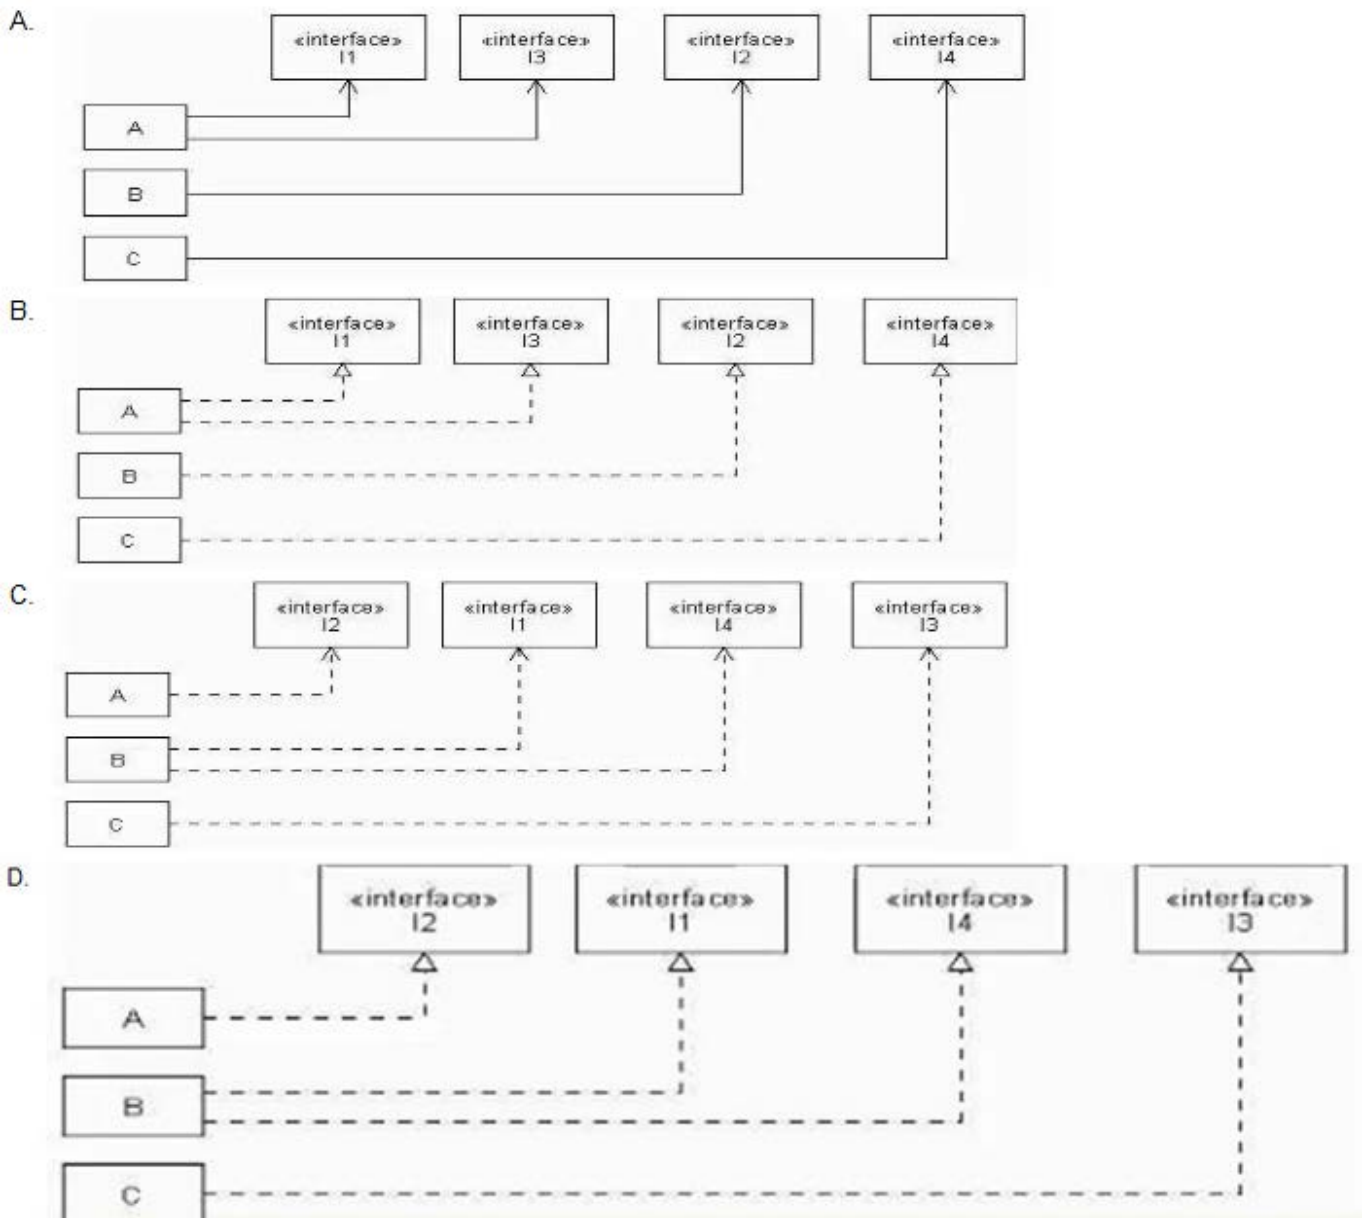 A.
«interface» «interface» «interface» «interface»
I1 I3 I2 I4
A
B
C
B.
«interface» «interface» «interface» «interface»
I1 I3 I2 I4
A
B
C
C.
«interface» «interface» «interface» «interface»
I2 I1 I4 I3
A
B
C
D.
«interface» «interface» «interface» «interface»
I2 I1 I4 I3
A
B
C